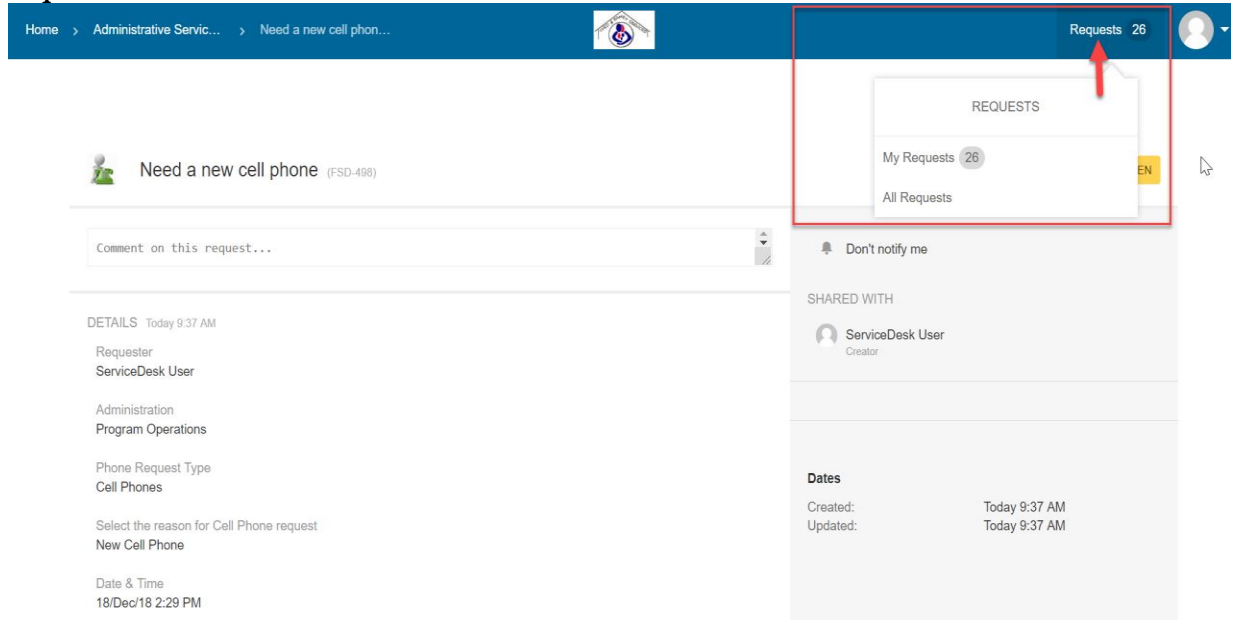 Home > Administrative Servic... > Need a new cell phon...
Requests 26
REQUESTS
My Requests 26
All Requests
Need a new cell phone (FSD-498)
EN
Comment on this request...
Don't notify me
SHARED WITH
ServiceDesk User
Creator
DETAILS Today 9:37 AM
Requester
ServiceDesk User
Administration
Program Operations
Phone Request Type
Cell Phones
Select the reason for Cell Phone request
New Cell Phone
Date & Time
18/Dec/18 2:29 PM
Dates
Created: Today 9:37 AM
Updated: Today 9:37 AM